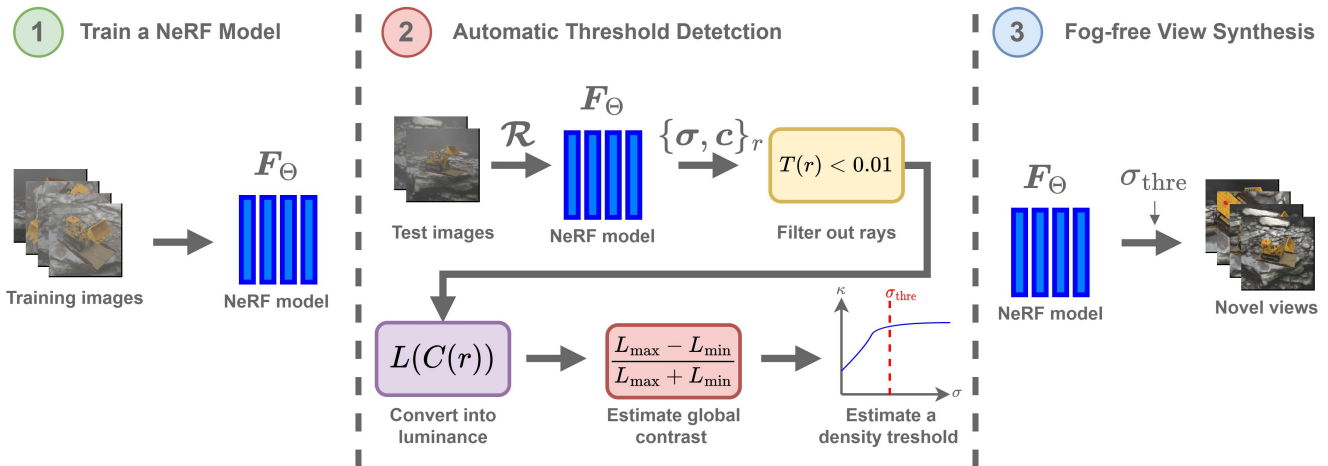 1 Train a NeRF Model
F_Θ
Training images
NeRF model
2 Automatic Threshold Detetction
R
F_Θ
{σ, c}_r
T(r) < 0.01
Test images
NeRF model
Filter out rays
L(C(r))
L_max − L_min
L_max + L_min
κ
σ_thre
σ
Convert into
luminance
Estimate global
contrast
Estimate a
density treshold
3 Fog-free View Synthesis
F_Θ
σ_thre
NeRF model
Novel views